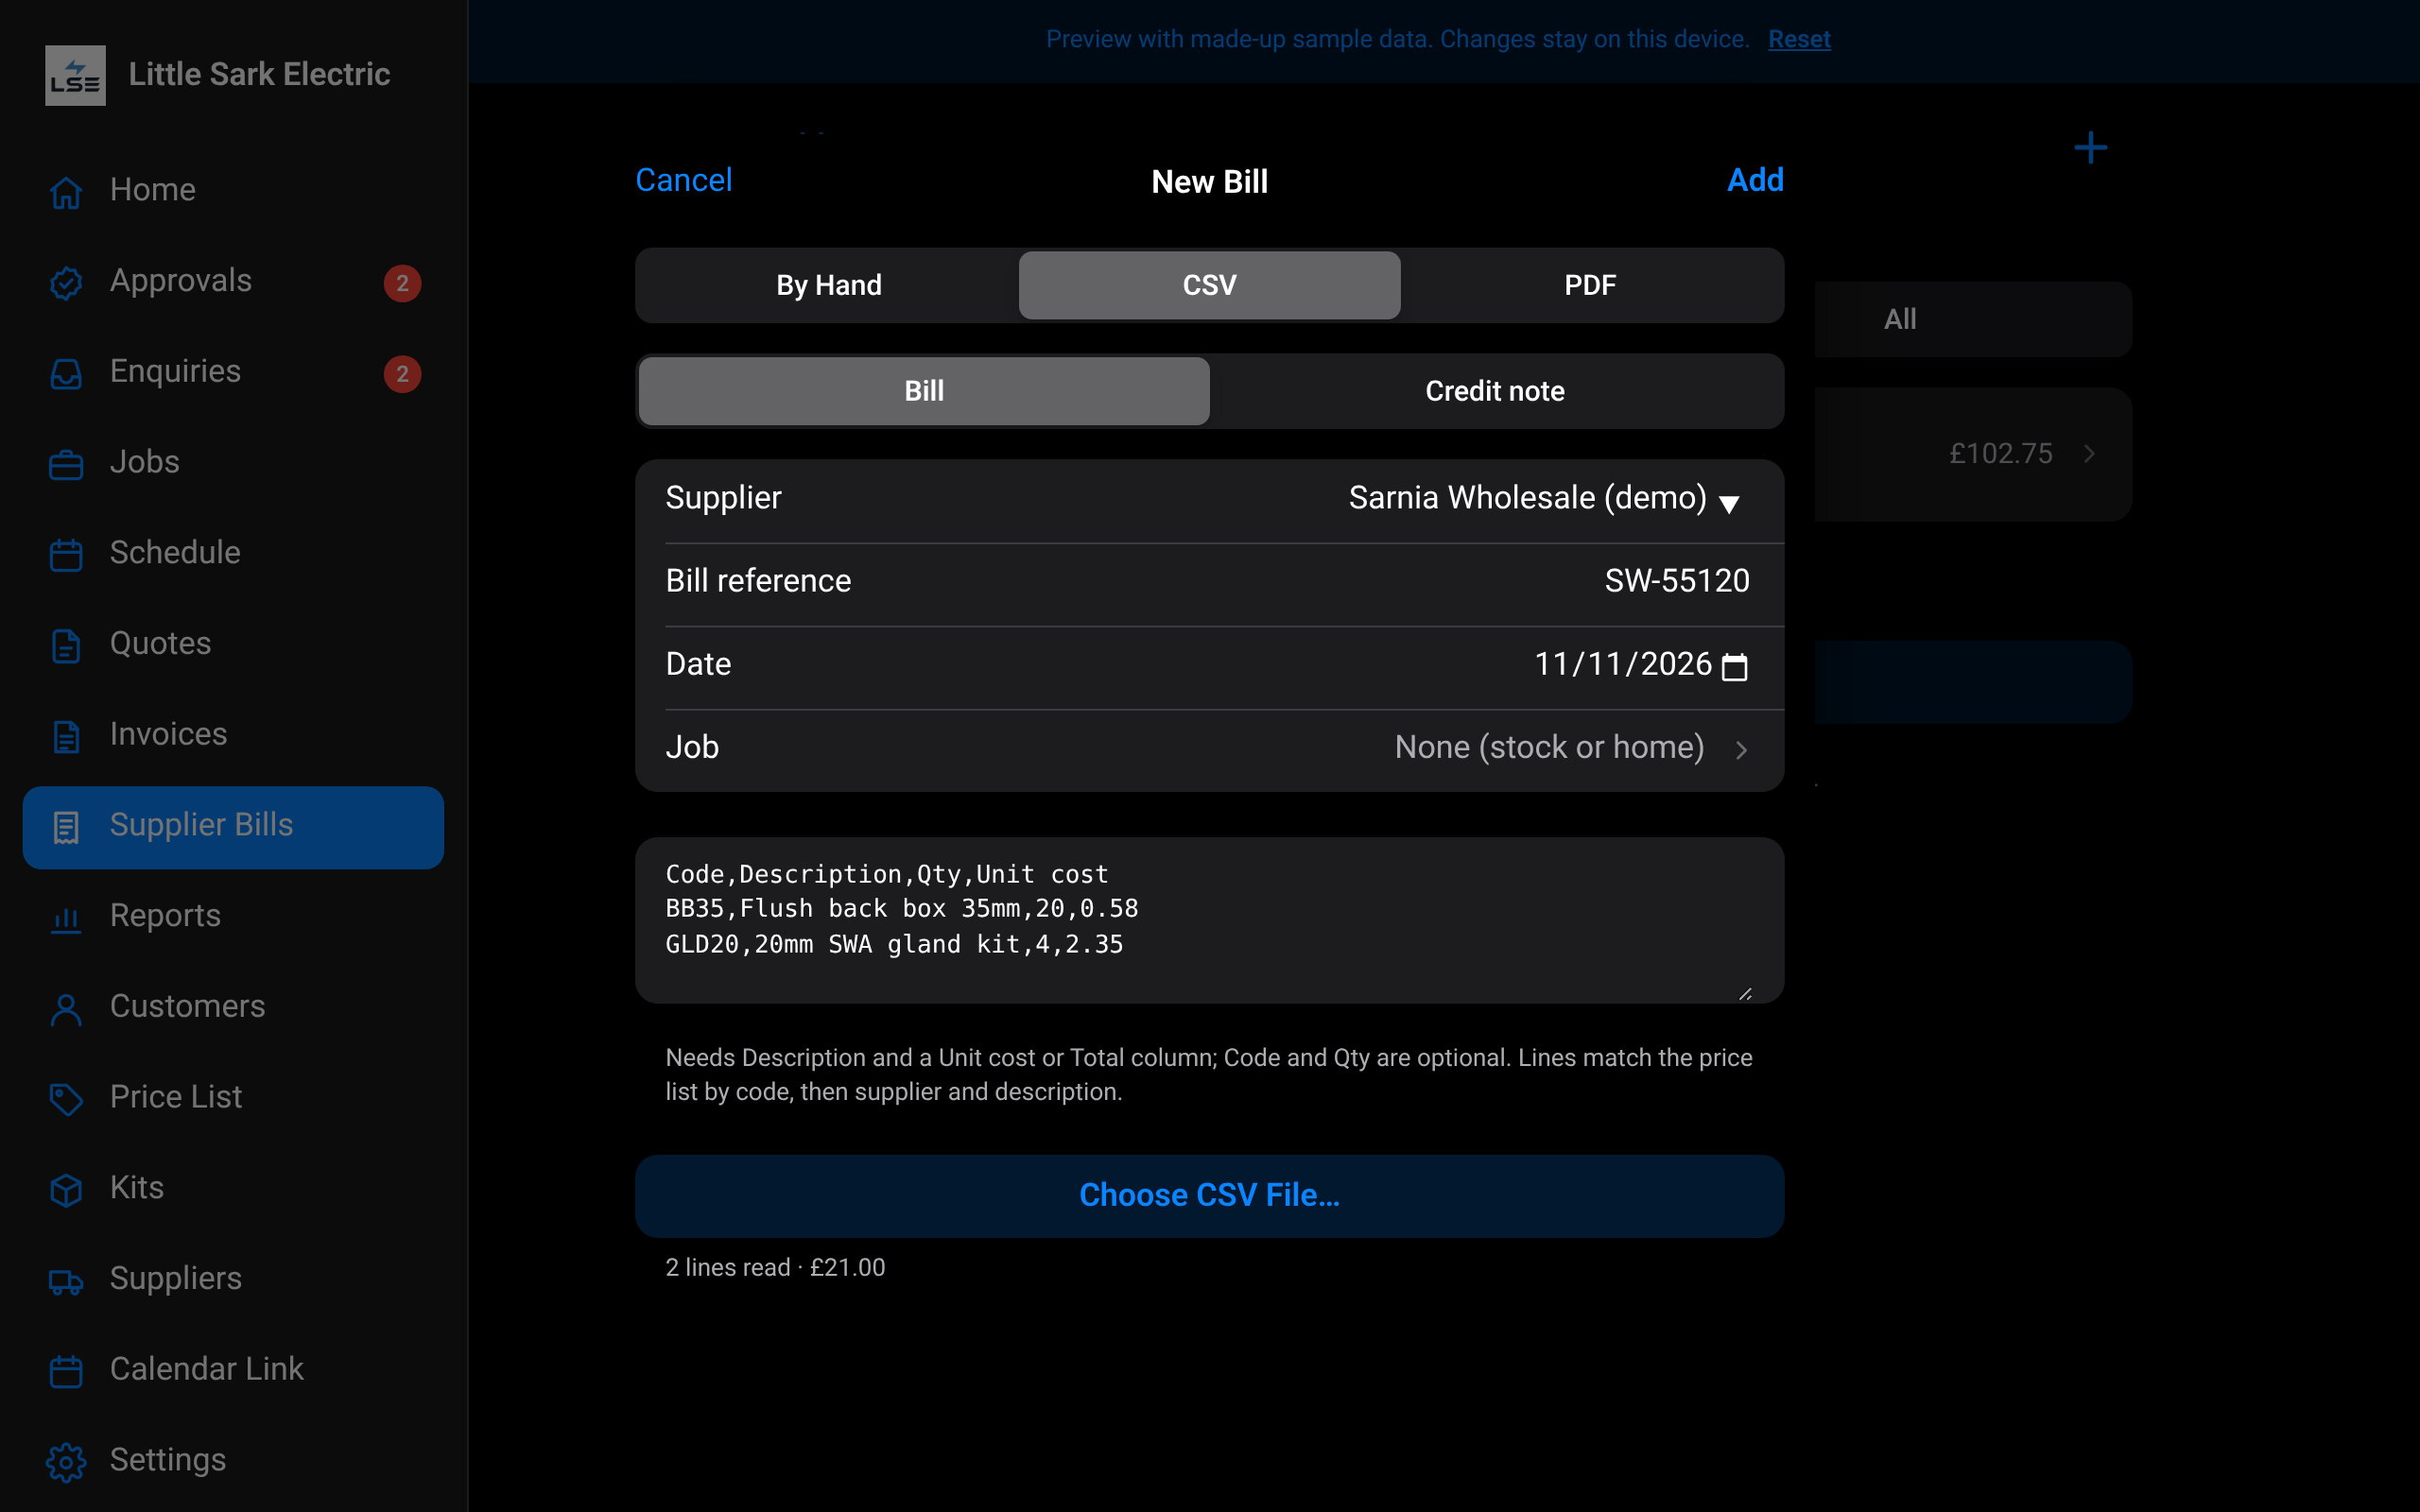 LSE
Little Sark Electric
Home
Approvals
2
Enquiries
2
Jobs
Schedule
Quotes
Invoices
Supplier Bills
Reports
Customers
Price List
Kits
Suppliers
Calendar Link
Settings
Preview with made-up sample data. Changes stay on this device. Reset
Cancel
New Bill
Add
By Hand
CSV
PDF
Bill
Credit note
Supplier
Sarnia Wholesale (demo)
Bill reference
SW-55120
Date
11/11/2026
Job
None (stock or home)
Code,Description,Qty,Unit cost
BB35,Flush back box 35mm,20,0.58
GLD20,20mm SWA gland kit,4,2.35
Needs Description and a Unit cost or Total column; Code and Qty are optional. Lines match the price
list by code, then supplier and description.
Choose CSV File...
2 lines read · £21.00
All
£102.75